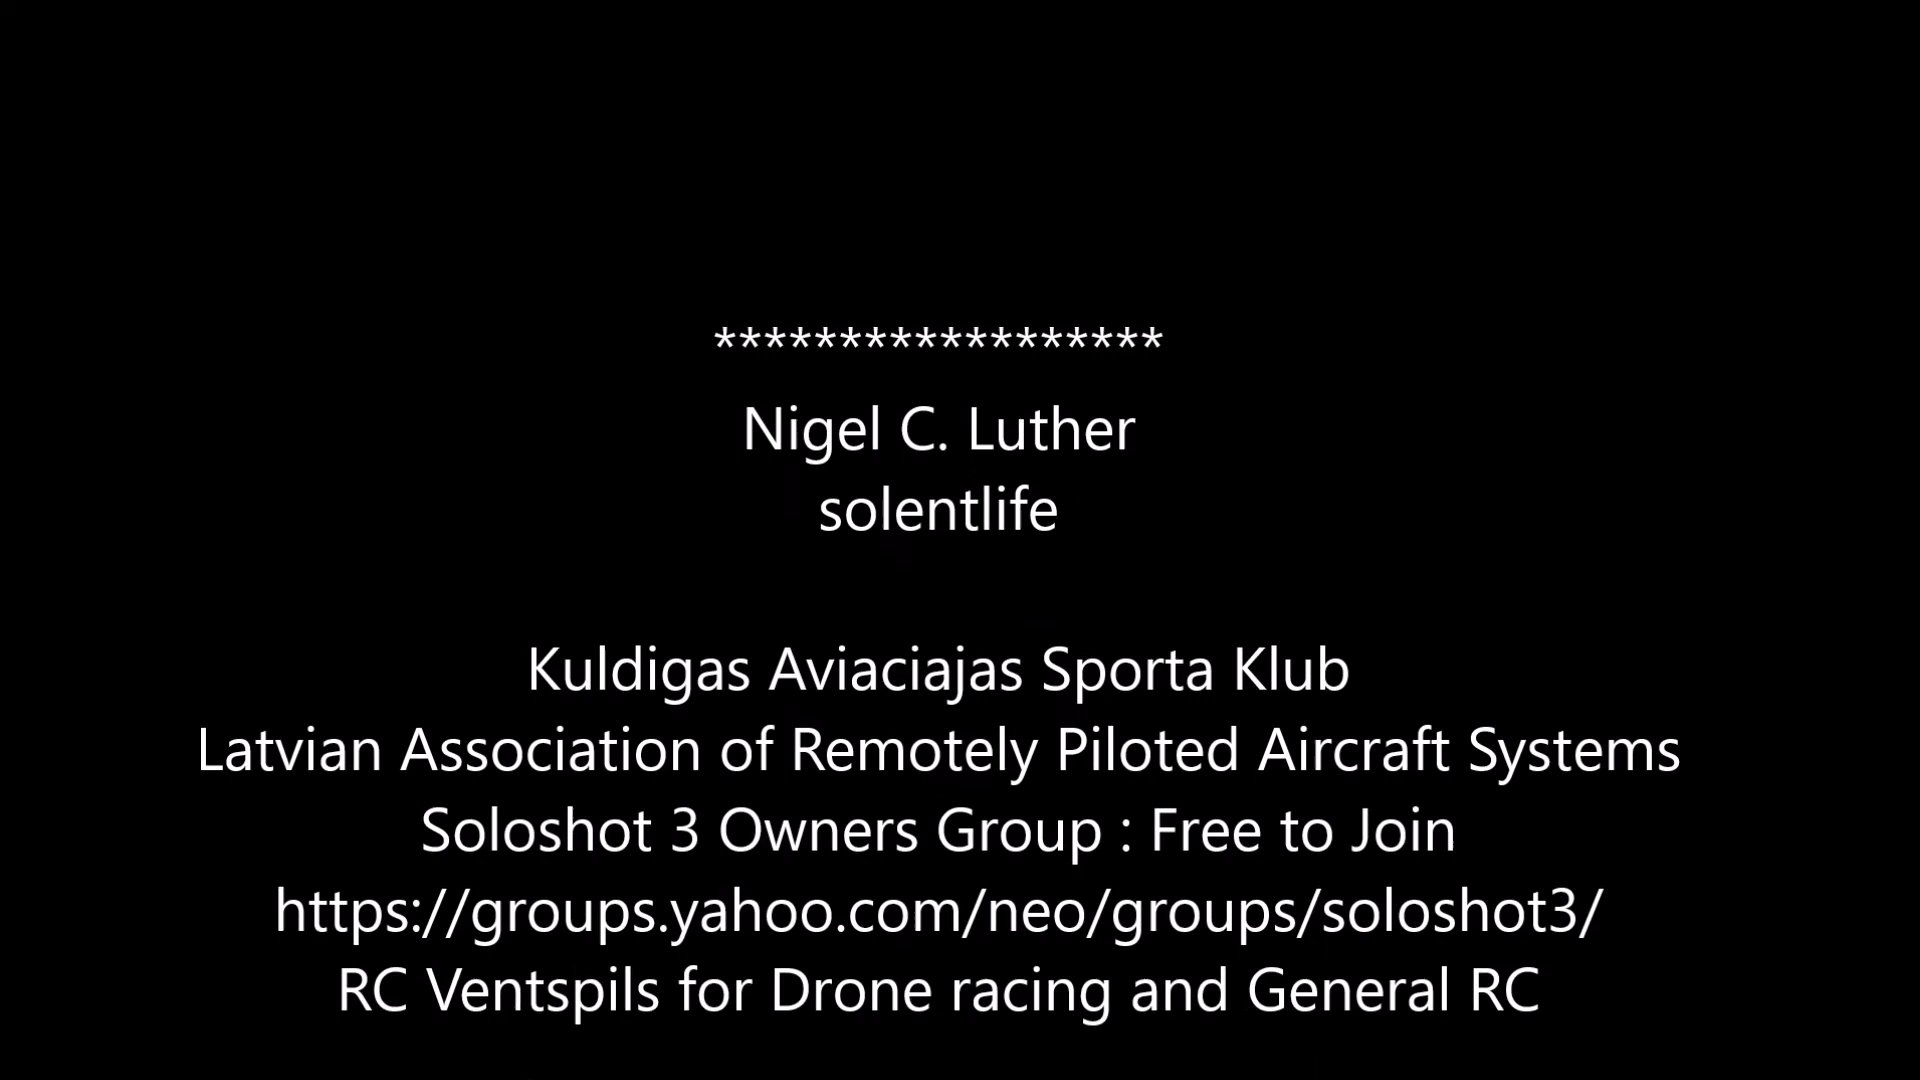 ******************
Nigel C. Luther
solentlife
Kuldigas Aviaciajas Sporta Klub
Latvian Association of Remotely Piloted Aircraft Systems
Soloshot 3 Owners Group : Free to Join
https://groups.yahoo.com/neo/groups/soloshot3/
RC Ventspils for Drone racing and General RC